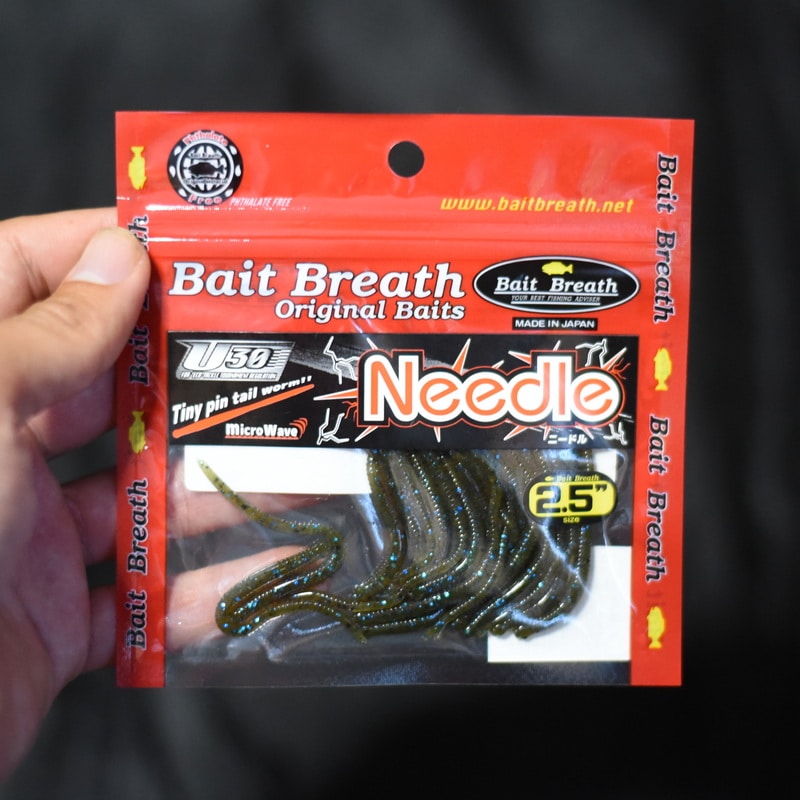 Phthalate
Free
PHTHALATE FREE
www.baitbreath.net
Bait Breath
Original Baits
Bait Breath
YOUR BEST FISHING ADVISER
MADE IN JAPAN
U30
Tiny pin tail worm!!
MicroWave
Needle
ニードル
Bait Breath
2.5"
SIZE
Bait Breath
Bait Breath
Bait Breath
Bait Breath